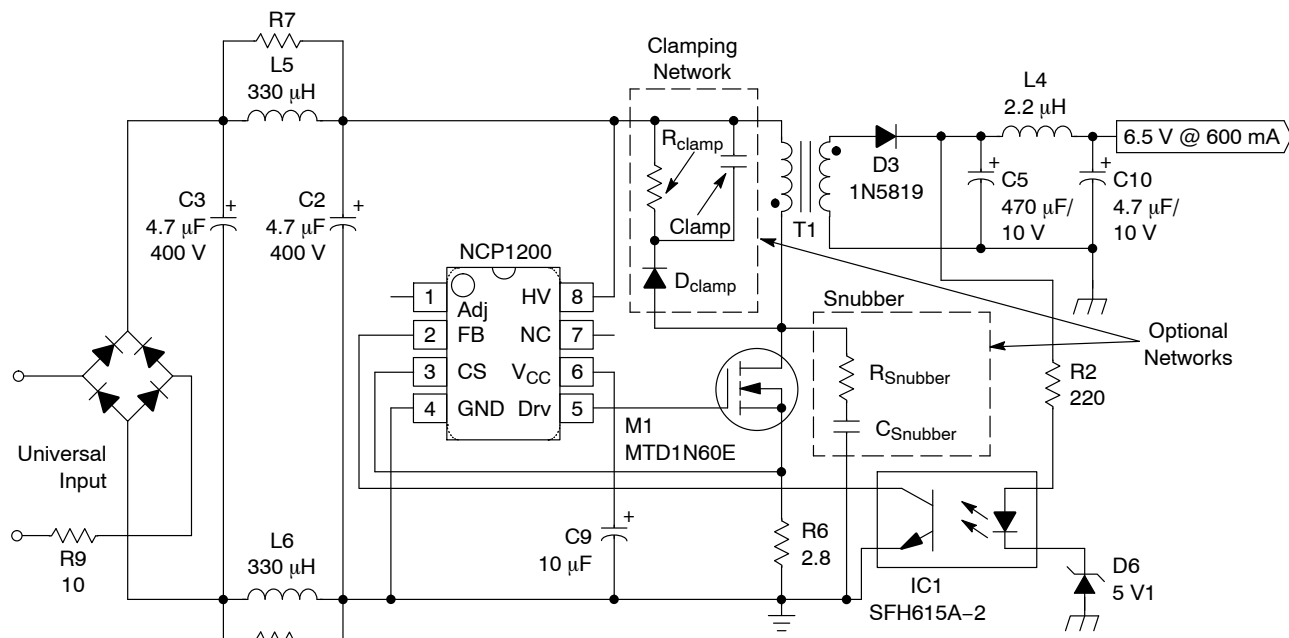 R7
L5
330 μH
Clamping
Network
L4
2.2 μH
6.5 V @ 600 mA
Rclamp
D3
1N5819
C3
4.7 μF
400 V
+
C2
4.7 μF
400 V
+
Clamp
T1
+
C5
470 μF/
10 V
+
C10
4.7 μF/
10 V
NCP1200
Dclamp
1
Adj
HV
8
2
FB
NC
7
3
CS
VCC
6
4
GND
Drv
5
Snubber
Optional
Networks
RSnubber
CSnubber
R2
220
M1
MTD1N60E
Universal
Input
R9
10
L6
330 μH
C9
10 μF
+
R6
2.8
IC1
SFH615A−2
D6
5 V1